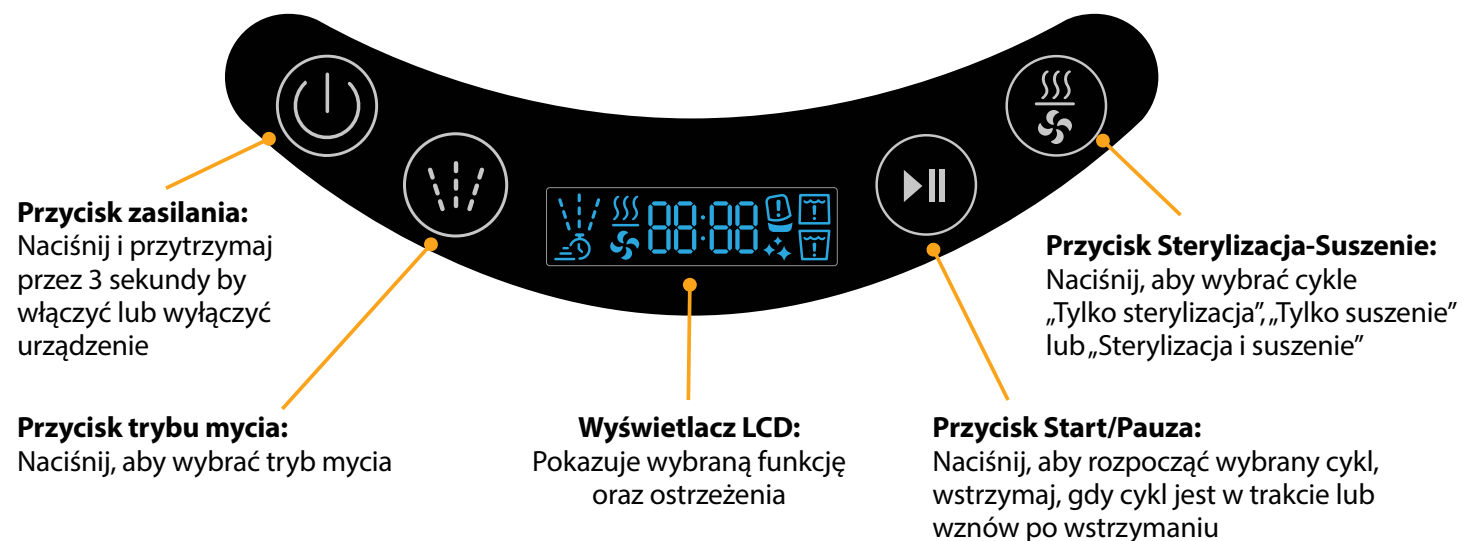 88:88
Przycisk zasilania:
Naciśnij i przytrzymaj
przez 3 sekundy by
włączyć lub wyłączyć
urządzenie
Przycisk trybu mycia:
Naciśnij, aby wybrać tryb mycia
Wyświetlacz LCD:
Pokazuje wybraną funkcję
oraz ostrzeżenia
Przycisk Sterylizacja-Suszenie:
Naciśnij, aby wybrać cykle
„Tylko sterylizacja”, „Tylko suszenie”
lub „Sterylizacja i suszenie”
Przycisk Start/Pauza:
Naciśnij, aby rozpocząć wybrany cykl,
wstrzymaj, gdy cykl jest w trakcie lub
wznów po wstrzymaniu